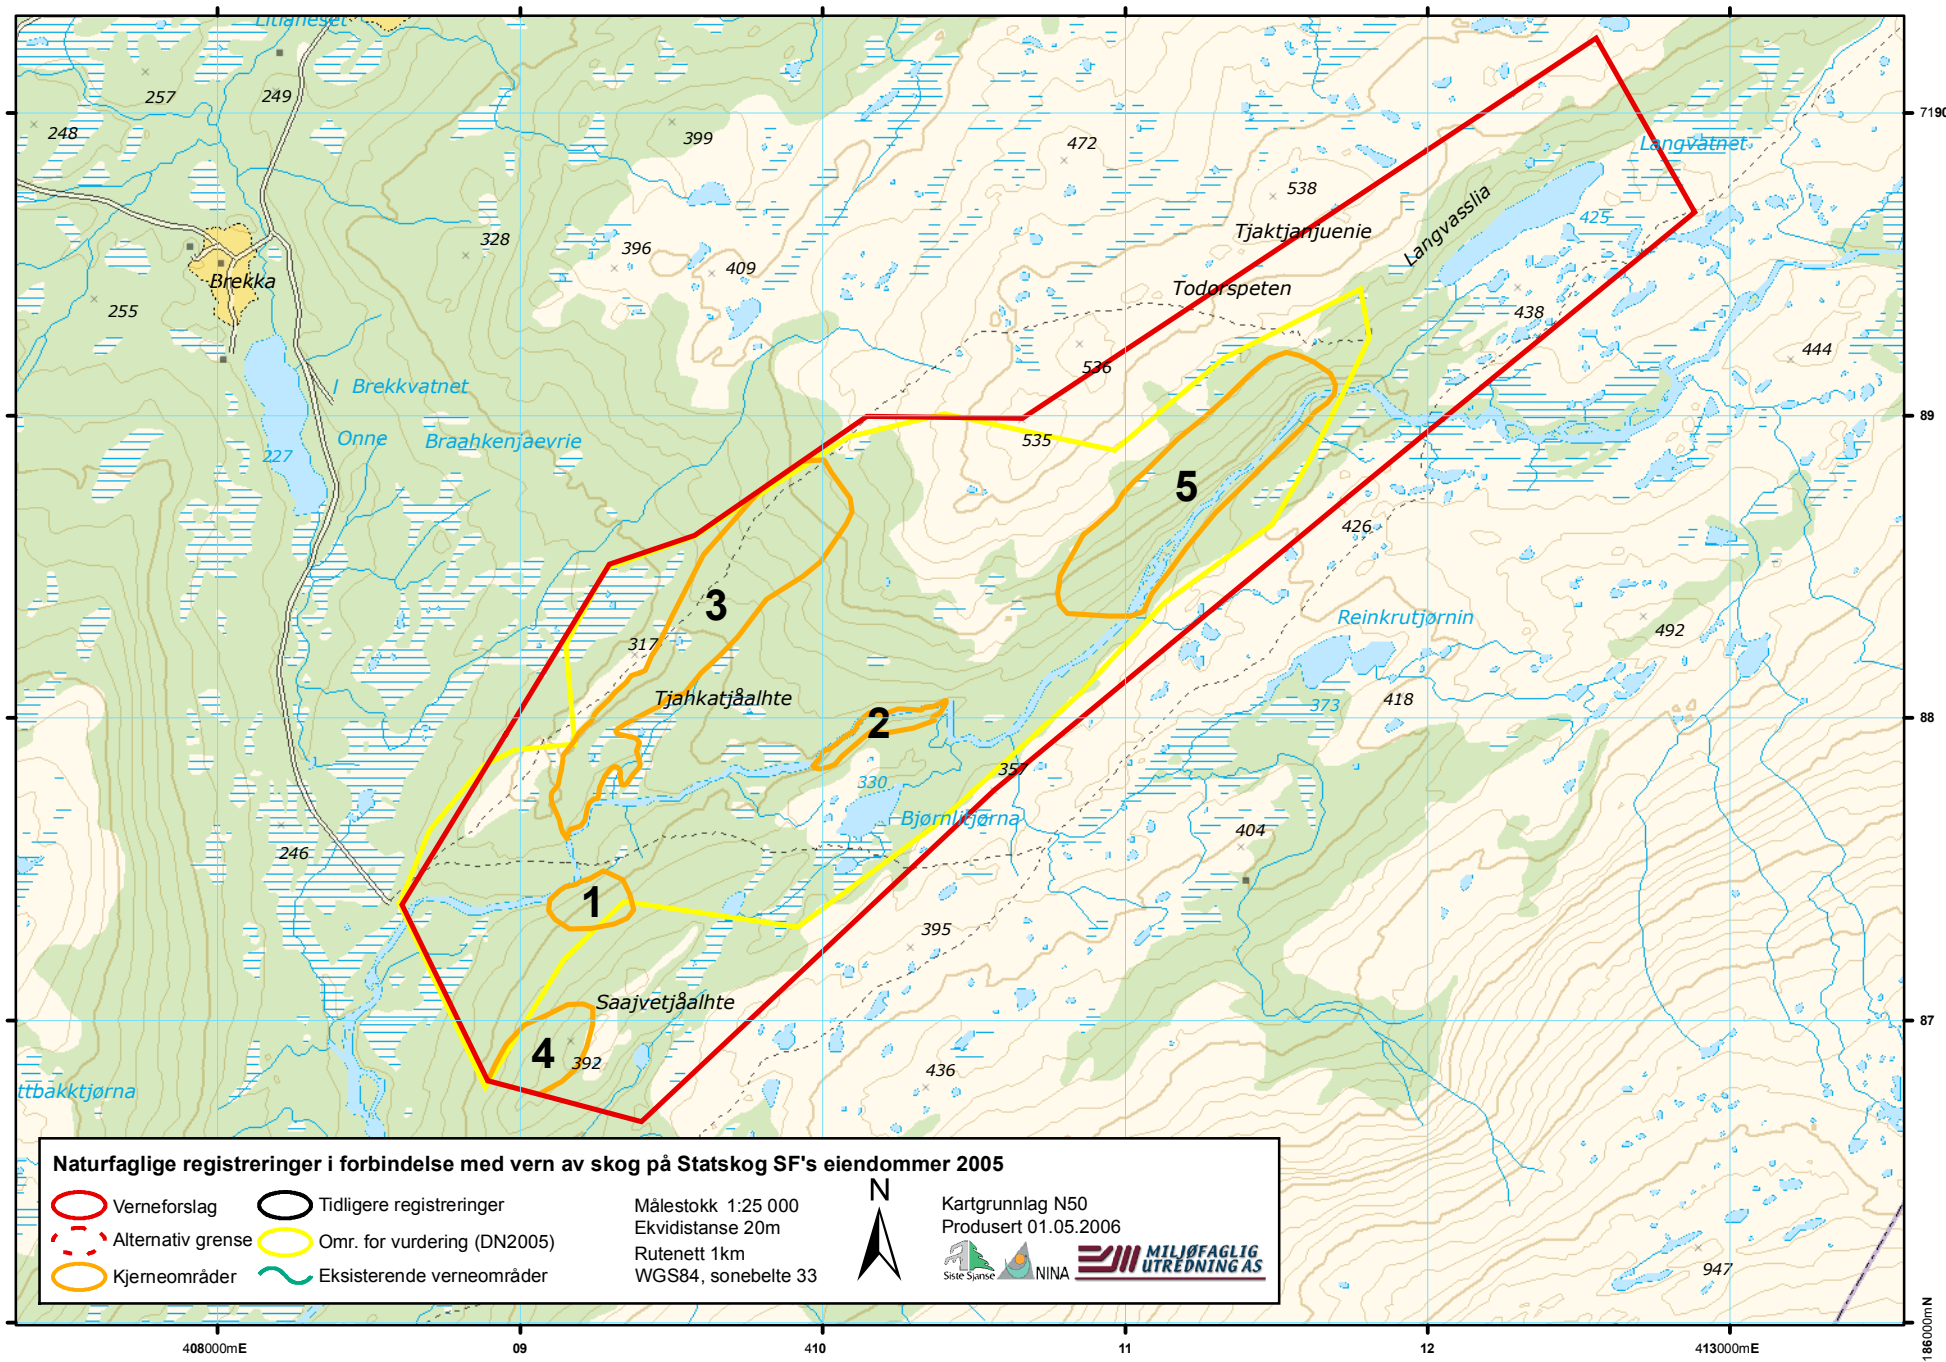 Litlaneset
257
249
248
399
472
7190
Langvatnet
538
328
396
409
Tjaktjanjuenie
Langvasslia
425
Brekka
255
Todorspeten
438
444
536
I Brekkvatnet
Onne
Braahkenjaevrie
227
535
89
5
426
3
317
Reinkrutjørnin
492
Tjahkatjåalhte
2
373
418
88
357
330
Bjørnlitjørna
404
246
1
395
Saajvetjåalhte
87
4
392
436
ttbakktjørna
947
Naturfaglige registreringer i forbindelse med vern av skog på Statskog SF's eiendommer 2005
Verneforslag
Alternativ grense
Kjerneområder
Tidligere registreringer
Omr. for vurdering (DN2005)
Eksisterende verneområder
Målestokk 1:25 000
Ekvidistanse 20m
Rutenett 1km
WGS84, sonebelte 33
N
Kartgrunnlag N50
Produsert 01.05.2006
Siste Sjanse
NINA
MILJØFAGLIG
UTREDNING AS
408000mE
09
410
11
12
413000mE
186000mN